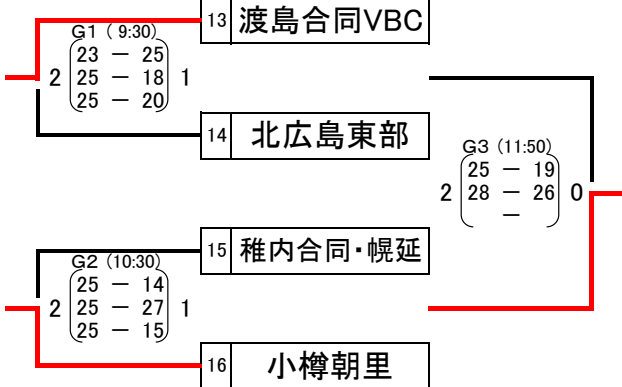 13 渡島合同VBC
G1 ( 9:30)
23 － 25
2 25 － 18 1
25 － 20
14 北広島東部
G3 (11:50)
25 － 19
2 28 － 26 0
－
15 稚内合同・幌延
G2 (10:30)
25 － 14
2 25 － 27 1
25 － 15
16 小樽朝里